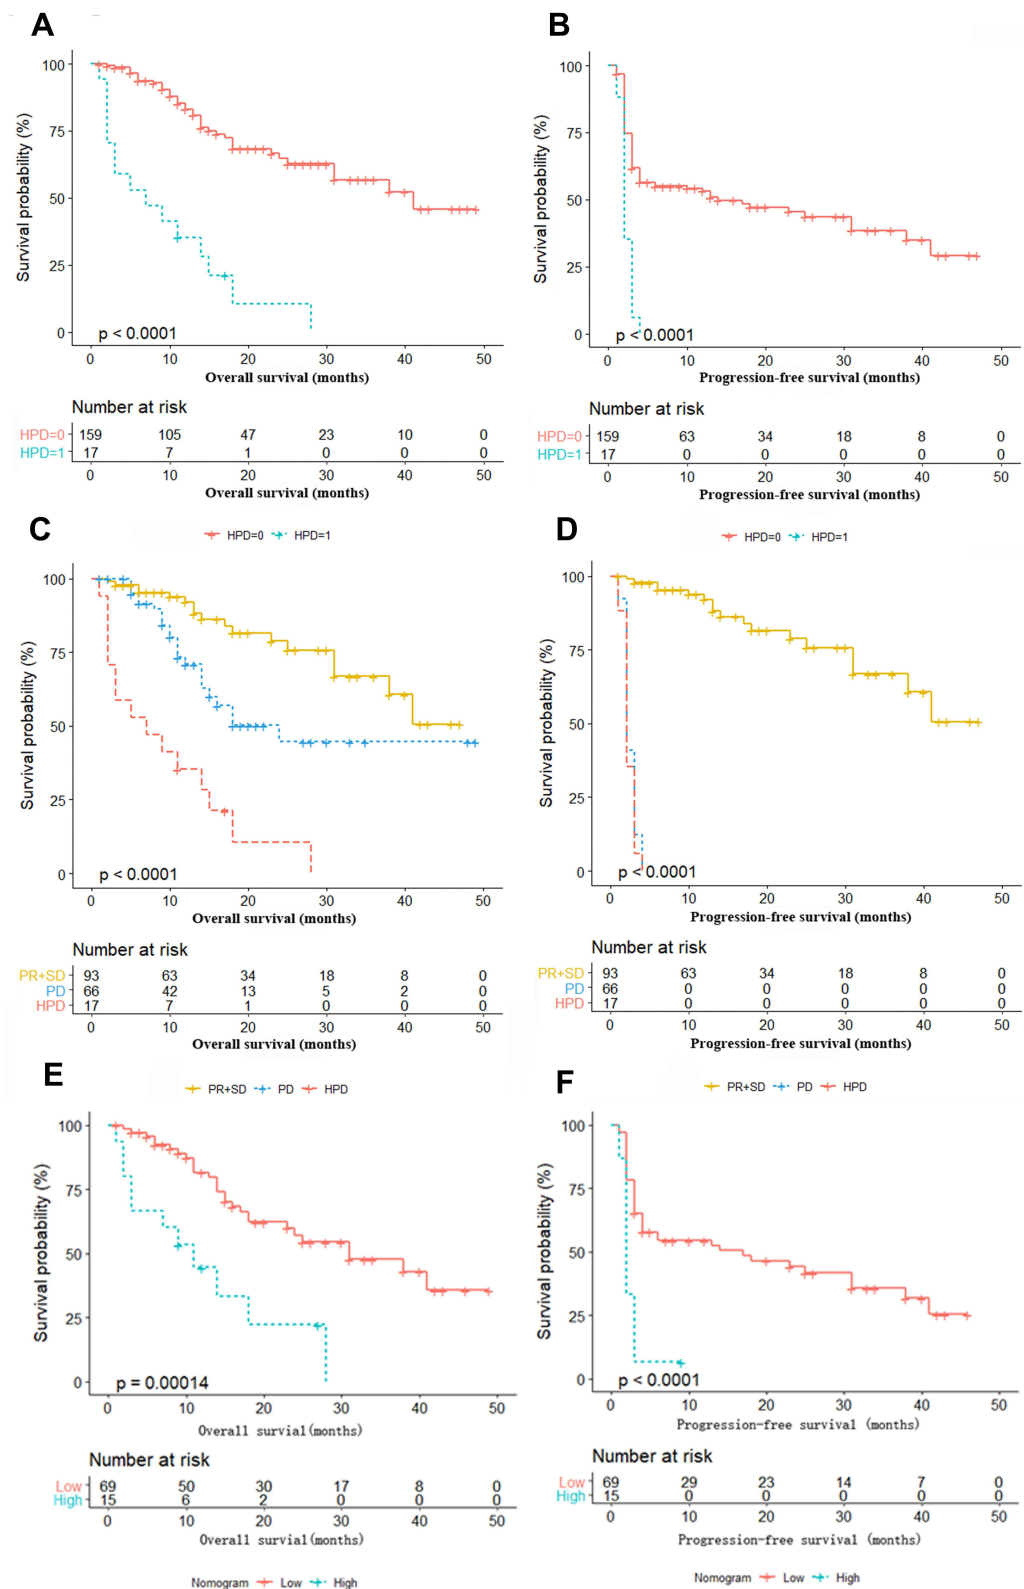 A
Survival probability (%)
100
75
50
25
0
p < 0.0001
0 10 20 30 40 50
Overall survival (months)
Number at risk
HPD=0 159 105 47 23 10 0
HPD=1 17 7 1 0 0 0
0 10 20 30 40 50
Overall survival (months)
HPD=0 HPD=1
B
Survival probability (%)
100
75
50
25
0
p < 0.0001
0 10 20 30 40 50
Progression-free survival (months)
Number at risk
HPD=0 159 63 34 18 8 0
HPD=1 17 0 0 0 0 0
0 10 20 30 40 50
Progression-free survival (months)
HPD=0 HPD=1
C
Survival probability (%)
100
75
50
25
0
p < 0.0001
0 10 20 30 40 50
Overall survival (months)
Number at risk
PR+SD 93 63 34 18 8 0
PD 66 42 13 5 2 0
HPD 17 7 1 0 0 0
0 10 20 30 40 50
Overall survival (months)
PR+SD PD HPD
D
Survival probability (%)
100
75
50
25
0
p < 0.0001
0 10 20 30 40 50
Progression-free survival (months)
Number at risk
PR+SD 93 63 34 18 8 0
PD 66 0 0 0 0 0
HPD 17 0 0 0 0 0
0 10 20 30 40 50
Progression-free survival (months)
PR+SD PD HPD
E
Survival probability (%)
100
75
50
25
0
p = 0.00014
0 10 20 30 40 50
Overall survial(months)
Number at risk
Low 69 50 30 17 8 0
High 15 6 2 0 0 0
0 10 20 30 40 50
Overall survial(months)
Nomogram Low High
F
Survival probability (%)
100
75
50
25
0
p < 0.0001
0 10 20 30 40 50
Progression-free survival (months)
Number at risk
Low 69 29 23 14 7 0
High 15 0 0 0 0 0
0 10 20 30 40 50
Progression-free survival (months)
Nomogram Low High